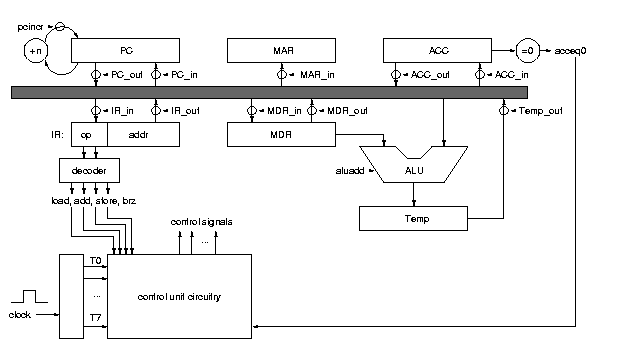 pcincr
+n
PC
MAR
ACC
=0
acceq0
PC_out
PC_in
MAR_in
ACC_out
ACC_in
IR_in
IR_out
MDR_in
MDR_out
Temp_out
IR:
op
addr
MDR
decoder
aluadd
ALU
load, add, store, brz
Temp
control signals
...
T0
...
control unit circuitry
clock
T7